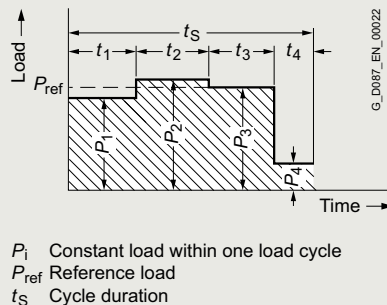 tS
t1 t2 t3 t4
Load
Pref
P1
P2
P3
P4
Time
G_D087_EN_00022
Pi Constant load within one load cycle
Pref Reference load
tS Cycle duration